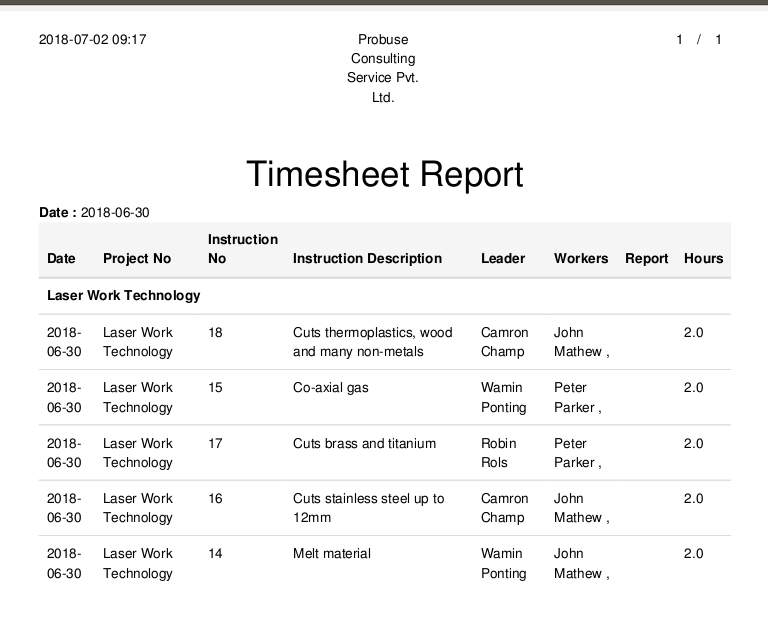 2018-07-02 09:17 Probuse 1 / 1
Consulting
Service Pvt.
Ltd.
Timesheet Report
Date : 2018-06-30
Instruction
Date Project No No Instruction Description Leader Workers Report Hours
Laser Work Technology
2018- Laser Work 18 Cuts thermoplastics, wood Camron John 2.0
06-30 Technology and many non-metals Champ Mathew ,
2018- Laser Work 15 Co-axial gas Wamin Peter 2.0
06-30 Technology Ponting Parker ,
2018- Laser Work 17 Cuts brass and titanium Robin Peter 2.0
06-30 Technology Rols Parker ,
2018- Laser Work 16 Cuts stainless steel up to Camron John 2.0
06-30 Technology 12mm Champ Mathew ,
2018- Laser Work 14 Melt material Wamin John 2.0
06-30 Technology Ponting Mathew ,